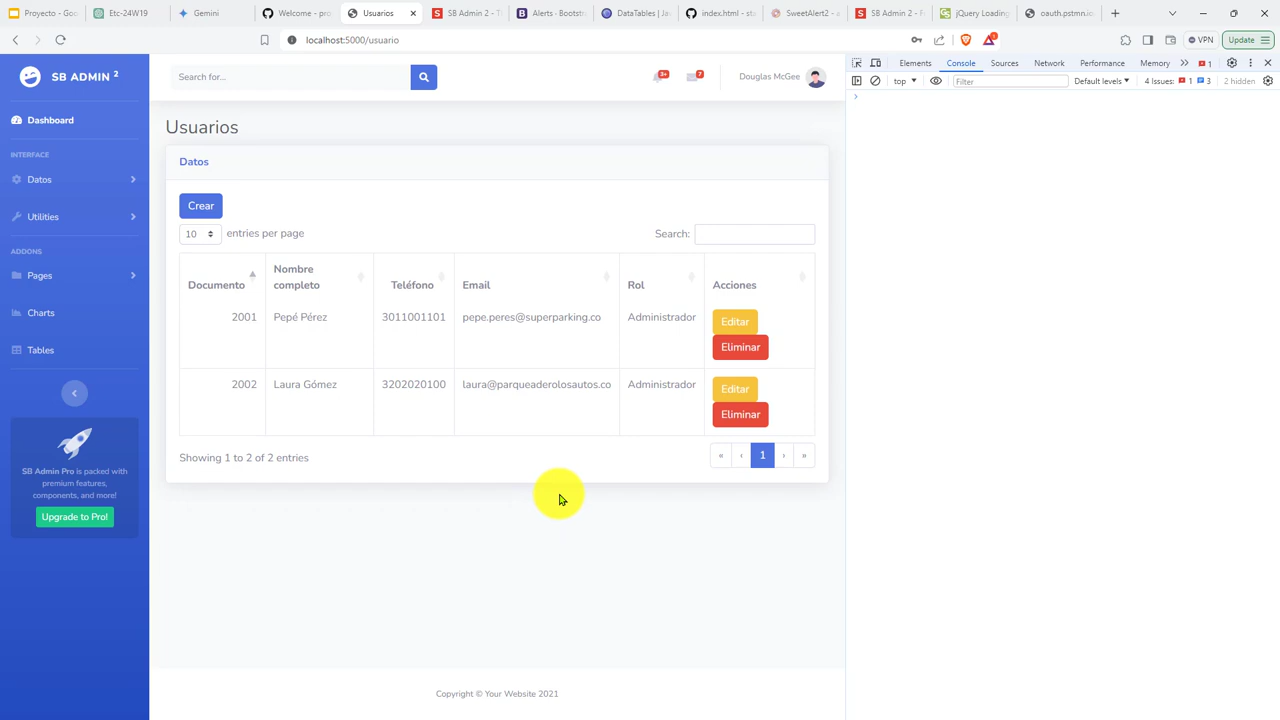 Proyecto - Goo
Etc-24W19
Gemini
Welcome - pro
Usuarios
SB Admin 2 - T
Alerts · Bootstr
DataTables | Ja
index.html - sta
SweetAlert2 - a
SB Admin 2 - F
jQuery Loading
oauth.pstmn.io
localhost:5000/usuario
VPN
Update
SB ADMIN 2
Search for...
3+
7
Douglas McGee
Elements
Console
Sources
Network
Performance
Memory
1
top
Filter
Default levels
4 Issues:
1
3
2 hidden
Dashboard
INTERFACE
Datos
Utilities
ADDONS
Pages
Charts
Tables
SB Admin Pro is packed with
premium features,
components, and more!
Upgrade to Pro!
Usuarios
Datos
Crear
10 entries per page
Search:
Documento
Nombre
completo
Teléfono
Email
Rol
Acciones
2001 Pepé Pérez 3011001101 pepe.peres@superparking.co Administrador Editar
Eliminar
2002 Laura Gómez 3202020100 laura@parqueaderolosautos.co Administrador Editar
Eliminar
Showing 1 to 2 of 2 entries
« ‹ 1 › »
Copyright © Your Website 2021